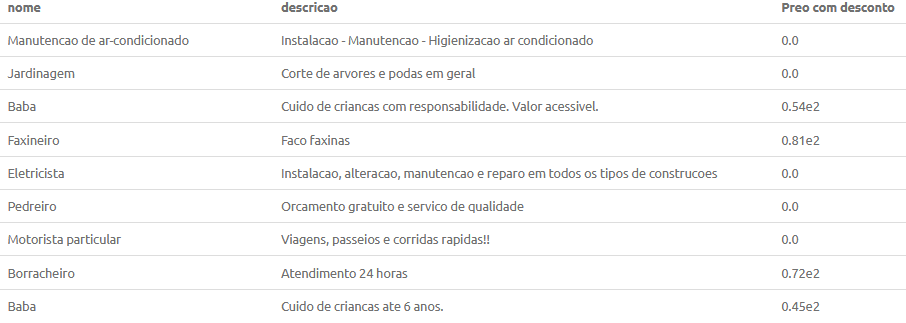 nome descricao Preo com desconto
Manutencao de ar-condicionado Instalacao - Manutencao - Higienizacao ar condicionado 0.0
Jardinagem Corte de arvores e podas em geral 0.0
Baba Cuido de criancas com responsabilidade. Valor acessivel. 0.54e2
Faxineiro Faco faxinas 0.81e2
Eletricista Instalacao, alteracao, manutencao e reparo em todos os tipos de construcoes 0.0
Pedreiro Orcamento gratuito e servico de qualidade 0.0
Motorista particular Viagens, passeios e corridas rapidas!! 0.0
Borracheiro Atendimento 24 horas 0.72e2
Baba Cuido de criancas ate 6 anos. 0.45e2